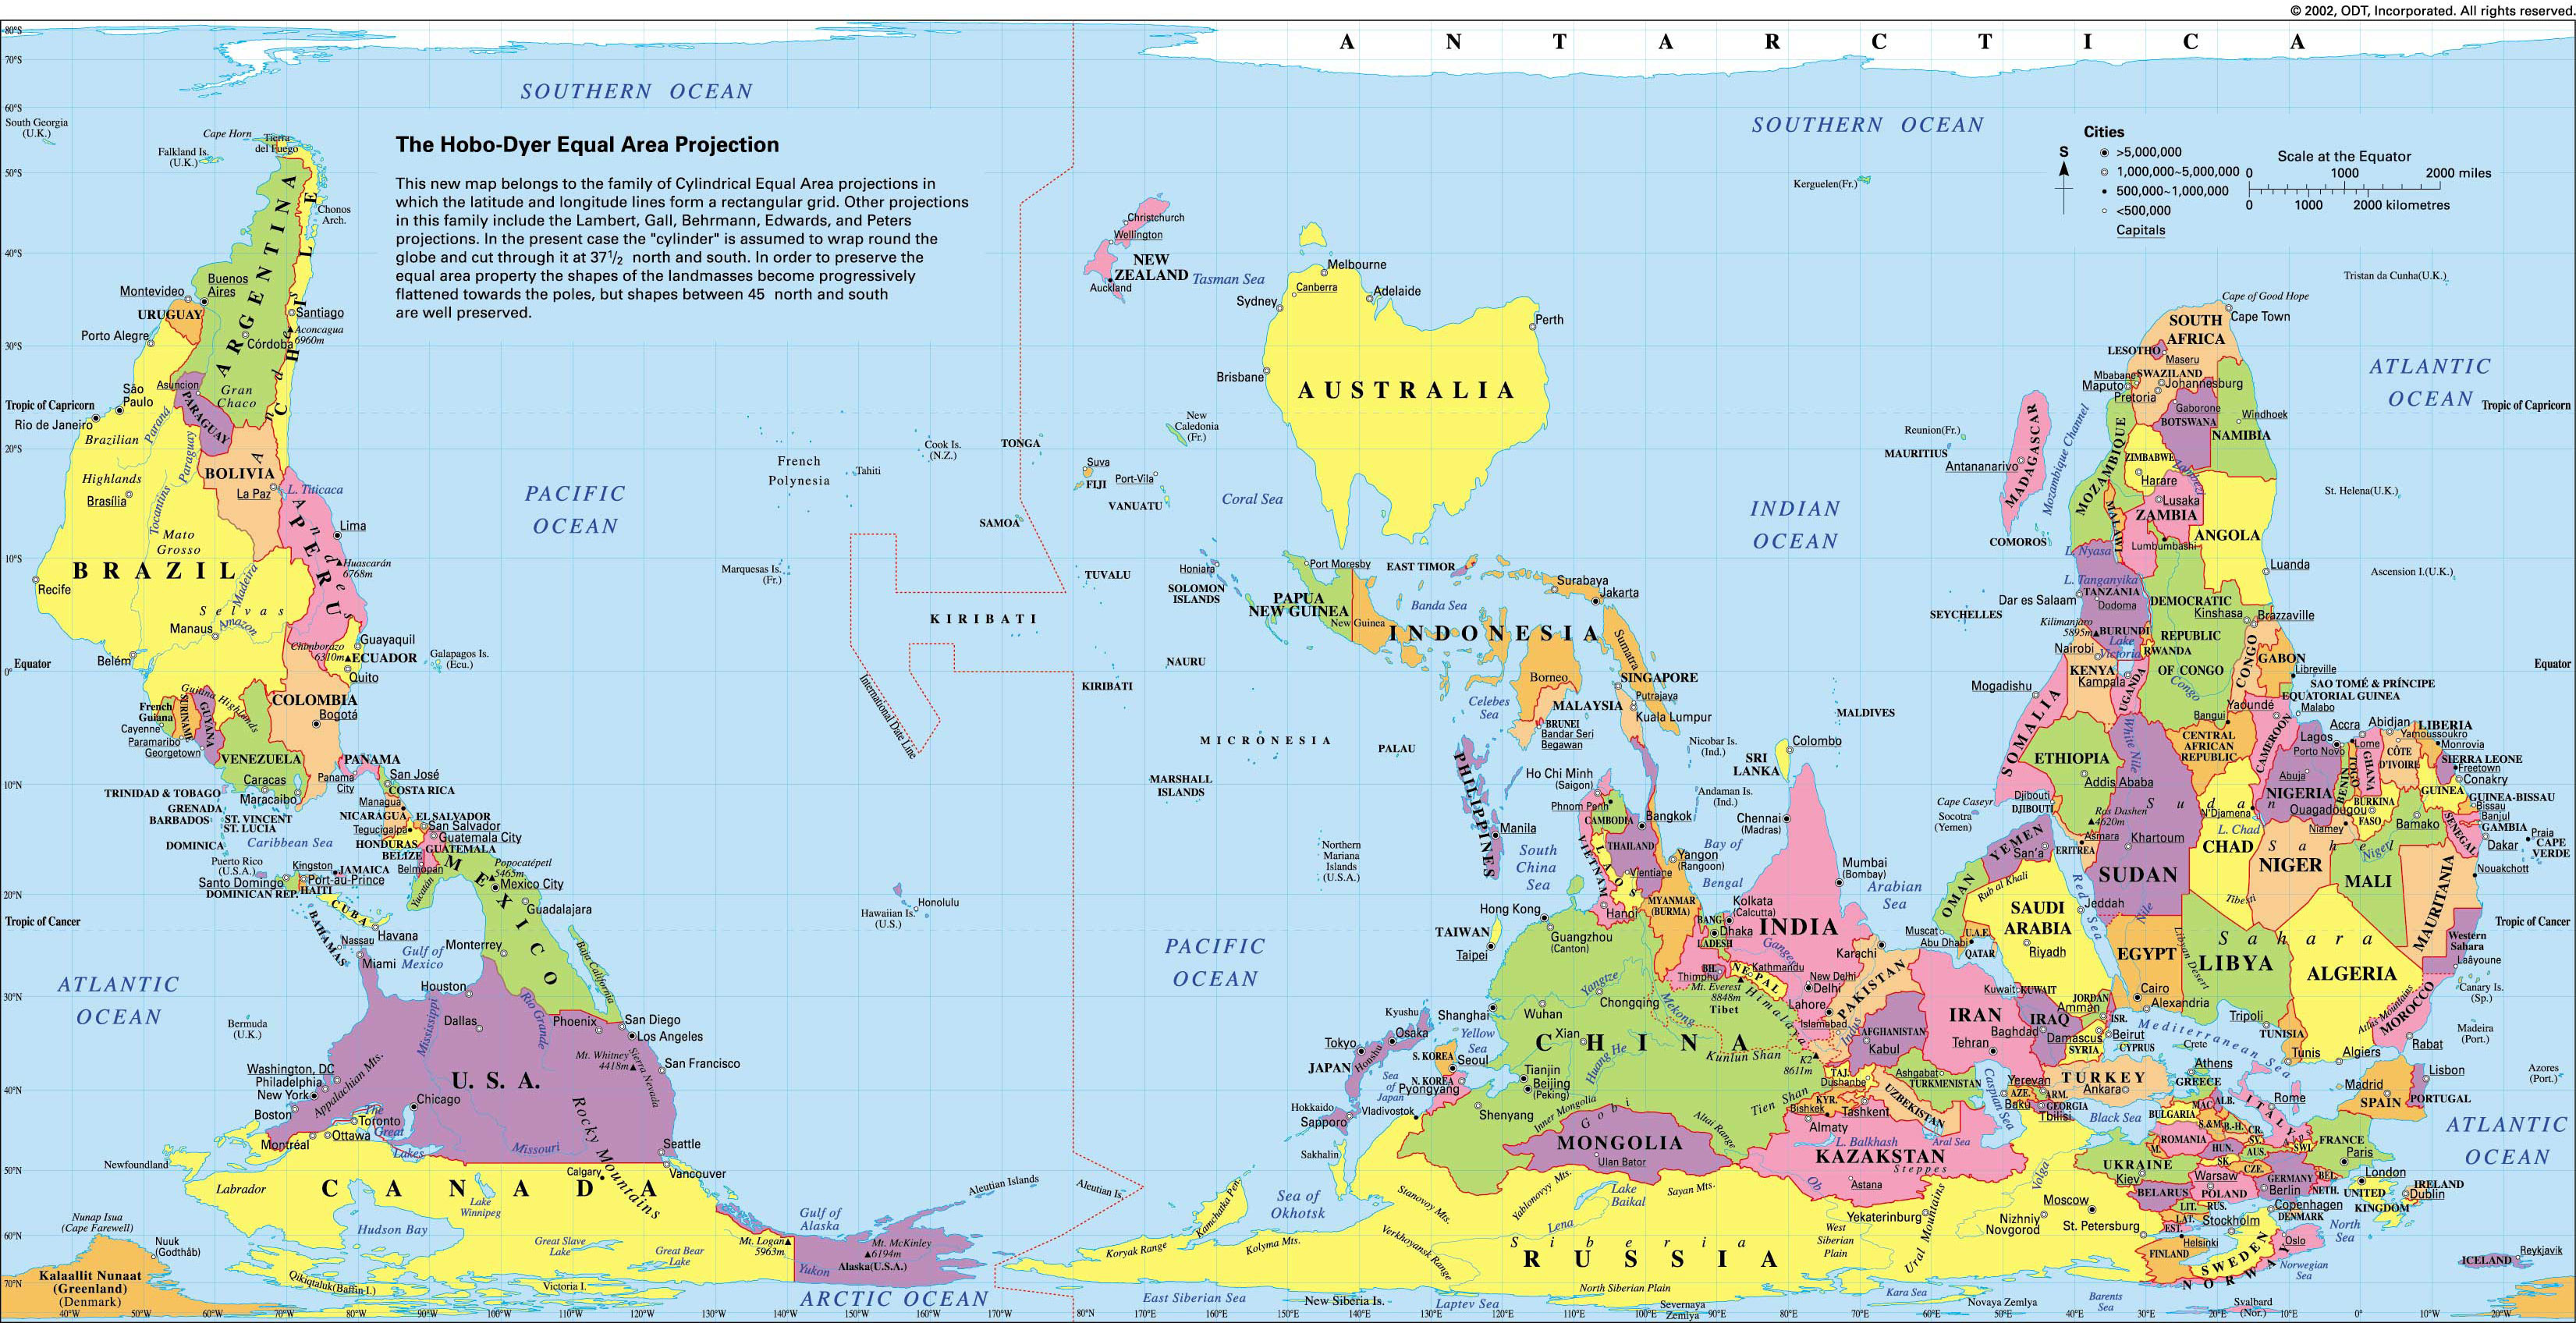 © 2002, ODT, Incorporated. All rights reserved.
A N T A R C T I C A
80°S
70°S
60°S
50°S
40°S
30°S
20°S
10°S
0°
10°N
20°N
30°N
40°N
50°N
60°N
70°N
SOUTHERN OCEAN
SOUTHERN OCEAN
The Hobo-Dyer Equal Area Projection
This new map belongs to the family of Cylindrical Equal Area projections in
which the latitude and longitude lines form a rectangular grid. Other projections
in this family include the Lambert, Gall, Behrmann, Edwards, and Peters
projections. In the present case the "cylinder" is assumed to wrap round the
globe and cut through it at 37 1/2 north and south. In order to preserve the
equal area property the shapes of the landmasses become progressively
flattened towards the poles, but shapes between 45 north and south
are well preserved.
Cities
>5,000,000
1,000,000~5,000,000
500,000~1,000,000
<500,000
Capitals
S
Scale at the Equator
0 1000 2000 miles
0 1000 2000 kilometres
South Georgia
(U.K.)
Cape Horn
Tierra
del Fuego
Falkland Is.
(U.K.)
Chonos
Arch.
ARGENTINA
CHILE
Buenos
Aires
Montevideo
URUGUAY
Porto Alegre
Santiago
Aconcagua
6960m
Córdoba
Gran
Chaco
Asuncion
PARAGUAY
São
Paulo
Tropic of Capricorn
Rio de Janeiro
Brazilian
Highlands
Paraná
Paraguay
BOLIVIA
La Paz
L. Titicaca
Brasília
Tocantins
Mato
Grosso
BRAZIL
Recife
Madeira
Selvas
Manaus
Amazon
Belém
Andes
PERU
Lima
Huascarán
6768m
Guayaquil
Chimborazo
6310m
ECUADOR
Quito
Galapagos Is.
(Ecu.)
Equator
Guiana Highlands
French
Guiana
SURINAME
GUYANA
Cayenne
Paramaribo
Georgetown
COLOMBIA
Bogotá
VENEZUELA
Caracas
Maracaibo
PANAMA
Panama
City
San José
COSTA RICA
TRINIDAD & TOBAGO
GRENADA
BARBADOS
ST. VINCENT
ST. LUCIA
DOMINICA
Caribbean Sea
Managua
NICARAGUA
EL SALVADOR
San Salvador
Tegucigalpa
Guatemala City
HONDURAS
GUATEMALA
BELIZE
Belmopan
Puerto Rico
(U.S.A.)
Kingston
JAMAICA
Santo Domingo
Port-au-Prince
HAITI
DOMINICAN REP.
CUBA
BAHAMAS
Nassau
Havana
Gulf of
Mexico
Miami
Yucatán
MEXICO
Popocatépetl
5465m
Mexico City
Guadalajara
Monterrey
Baja California
Tropic of Cancer
ATLANTIC
OCEAN
Bermuda
(U.K.)
Houston
Dallas
Mississippi
Rio Grande
Phoenix
San Diego
Los Angeles
San Francisco
Mt. Whitney
4418m
Sierra Nevada
U. S. A.
Washington, DC
Philadelphia
New York
Boston
Appalachian Mts.
Chicago
The
Great
Lakes
Toronto
Ottawa
Montréal
Missouri
Rocky Mountains
Seattle
Vancouver
Calgary
Newfoundland
Labrador
CANADA
Lake
Winnipeg
Hudson Bay
Great Slave
Lake
Great Bear
Lake
Nunap Isua
(Cape Farewell)
Nuuk
(Godthåb)
Kalaallit Nunaat
(Greenland)
(Denmark)
Qikiqtaluk(Baffin I.)
Victoria I.
Mt. Logan
5963m
Yukon
Gulf of
Alaska
Mt. McKinley
6194m
Alaska(U.S.A.)
ARCTIC OCEAN
Aleutian Islands
Aleutian Is.
PACIFIC
OCEAN
French
Polynesia
Tahiti
Cook Is.
(N.Z.)
TONGA
SAMOA
Marquesas Is.
(Fr.)
KIRIBATI
International Date Line
Hawaiian Is.
(U.S.)
Honolulu
Christchurch
Wellington
NEW
ZEALAND
Auckland
Tasman Sea
New
Caledonia
(Fr.)
Suva
FIJI
Port-Vila
VANUATU
Coral Sea
TUVALU
Honiara
SOLOMON
ISLANDS
NAURU
KIRIBATI
MICRONESIA
MARSHALL
ISLANDS
PALAU
Northern
Mariana
Islands
(U.S.A.)
PACIFIC
OCEAN
Melbourne
Canberra
Adelaide
Sydney
Perth
Brisbane
AUSTRALIA
Port Moresby
PAPUA
NEW GUINEA
New Guinea
EAST TIMOR
Banda Sea
Surabaya
Jakarta
INDONESIA
Sumatra
Borneo
Celebes
Sea
SINGAPORE
Putrajaya
MALAYSIA
Kuala Lumpur
BRUNEI
Bandar Seri
Begawan
PHILIPPINES
Manila
Ho Chi Minh
(Saigon)
Phnom Penh
CAMBODIA
Bangkok
THAILAND
VIETNAM
LAOS
Vientiane
Hanoi
South
China
Sea
Yangon
(Rangoon)
MYANMAR
(BURMA)
Nicobar Is.
(Ind.)
Andaman Is.
(Ind.)
Bay of
Bengal
SRI
LANKA
Colombo
MALDIVES
Chennai
(Madras)
Mumbai
(Bombay)
Arabian
Sea
INDIA
Kolkata
(Calcutta)
BANG-
LADESH
Dhaka
Ganges
Karachi
BH.
Thimphu
NEPAL
Kathmandu
Mt. Everest
8848m
Himalaya
New Delhi
Delhi
Lahore
Islamabad
PAKISTAN
Indus
Tibet
Mekong
Hong Kong
TAIWAN
Taipei
Guangzhou
(Canton)
Yangtze
Chongqing
Wuhan
Shanghai
Xian
CHINA
Huang He
Kunlun Shan
K2
8611m
Tianjin
Beijing
(Peking)
Shenyang
Kyushu
Osaka
Tokyo
Honshu
JAPAN
Yellow
Sea
S. KOREA
Seoul
N. KOREA
Pyongyang
Sea
of
Japan
Hokkaido
Sapporo
Vladivostok
Sakhalin
Inner Mongolia
Gobi
Altai Range
Tien Shan
MONGOLIA
Ulan Bator
Sea of
Okhotsk
Kamchatka Pen.
Koryak Range
Kolyma Mts.
Verkhoyansk Range
Stanovoy Mts.
Yablonovyy Mts.
Lake
Baikal
Sayan Mts.
Lena
Siberia
RUSSIA
North Siberian Plain
West
Siberian
Plain
Ob
Ural Mountains
Yekaterinburg
East Siberian Sea
New Siberia Is.
Laptev Sea
Severnaya
Zemlya
Kara Sea
Novaya Zemlya
Barents
Sea
Svalbard
(Nor.)
AFGHANISTAN
Kabul
TAJ.
Dushanbe
KYR.
Bishkek
Tashkent
Almaty
UZBEKISTAN
Ashgabat
TURKMENISTAN
L. Balkhash
Aral Sea
KAZAKSTAN
Steppes
Astana
Caspian Sea
Volga
IRAN
Tehran
Baghdad
IRAQ
Kuwait
KUWAIT
SAUDI
ARABIA
Riyadh
Jeddah
Muscat
Abu Dhabi
U.A.E.
QATAR
OMAN
Rub al Khali
YEMEN
San'a
Red Sea
JORDAN
Amman
ISR.
Damascus
SYRIA
Beirut
CYPRUS
TURKEY
Ankara
Yerevan
AZE.
ARM.
Baku
GEORGIA
Tbilisi
Black Sea
Kerguelen(Fr.)
INDIAN
OCEAN
Reunion(Fr.)
MAURITIUS
Antananarivo
MADAGASCAR
Mozambique Channel
COMOROS
SEYCHELLES
Cape Caseyr
Socotra
(Yemen)
Cape of Good Hope
Cape Town
SOUTH
AFRICA
LESOTHO
Maseru
Mbabane
SWAZILAND
Maputo
Johannesburg
Pretoria
Gaborone
BOTSWANA
Windhoek
NAMIBIA
MOZAMBIQUE
ZIMBABWE
Harare
Zambezi
Lusaka
ZAMBIA
MALAWI
ANGOLA
L. Nyasa
Lumbumbashi
Luanda
L. Tanganyika
TANZANIA
Dar es Salaam
Dodoma
DEMOCRATIC
REPUBLIC
OF CONGO
Kinshasa
Brazzaville
Kilimanjaro
5895m
BURUNDI
Lake
Victoria
RWANDA
Nairobi
KENYA
Kampala
UGANDA
Congo
CONGO
GABON
Libreville
SAO TOMÉ & PRÍNCIPE
EQUATORIAL GUINEA
Malabo
Mogadishu
SOMALIA
ETHIOPIA
Addis Ababa
Ras Dashen
4620m
Djibouti
DJIBOUTI
Asmara
ERITREA
White Nile
Khartoum
SUDAN
Nile
Bangui
CENTRAL
AFRICAN
REPUBLIC
Yaoundé
CAMEROON
Sudan
N'Djamena
L. Chad
CHAD
Tibesti
NIGERIA
Abuja
Lagos
Porto Novo
BENIN
TOGO
Lome
Accra
GHANA
Abidjan
Yamoussoukro
CÔTE
D'IVOIRE
LIBERIA
Monrovia
SIERRA LEONE
Freetown
Conakry
GUINEA
GUINEA-BISSAU
Bissau
Banjul
GAMBIA
SENEGAL
Dakar
Praia
CAPE
VERDE
Ouagadougou
BURKINA
FASO
Niamey
Bamako
Sahel
NIGER
Niger
MALI
MAURITANIA
Nouakchott
Western
Sahara
Laâyoune
Canary Is.
(Sp.)
EGYPT
Cairo
Alexandria
Libyan Desert
LIBYA
Tripoli
Sahara
ALGERIA
Algiers
TUNISIA
Tunis
Atlas Mountains
MOROCCO
Rabat
Madeira
(Port.)
Mediterranean Sea
Crete
Athens
GREECE
ALB.
MAC.
BULGARIA
S.&M.
B.-H.
CR.
ITALY
Rome
Alps
ROMANIA
M.
HUN.
SV.
AUS.
SWI.
SK.
CZE.
UKRAINE
Kiev
Warsaw
POLAND
GERMANY
Berlin
BEL.
NETH.
FRANCE
Paris
Madrid
SPAIN
Lisbon
PORTUGAL
Azores
(Port.)
BELARUS
LIT.
RUS.
LAT.
EST.
Moscow
Nizhniy
Novgorod
St. Petersburg
Stockholm
Helsinki
FINLAND
SWEDEN
NORWAY
Oslo
Copenhagen
DENMARK
London
UNITED
KINGDOM
IRELAND
Dublin
North
Sea
Norwegian
Sea
ICELAND
Reykjavik
ATLANTIC
OCEAN
Tristan da Cunha(U.K.)
St. Helena(U.K.)
Ascension I.(U.K.)
Tropic of Capricorn
Equator
Tropic of Cancer
ATLANTIC
OCEAN
40°W 50°W 60°W 70°W 80°W 90°W 100°W 110°W 120°W 130°W 140°W 150°W 160°W 170°W 180°N 170°E 160°E 150°E 140°E 130°E 120°E 110°E 100°E 90°E 80°E 70°E 60°E 50°E 40°E 30°E 20°E 10°E 0° 10°W 20°W